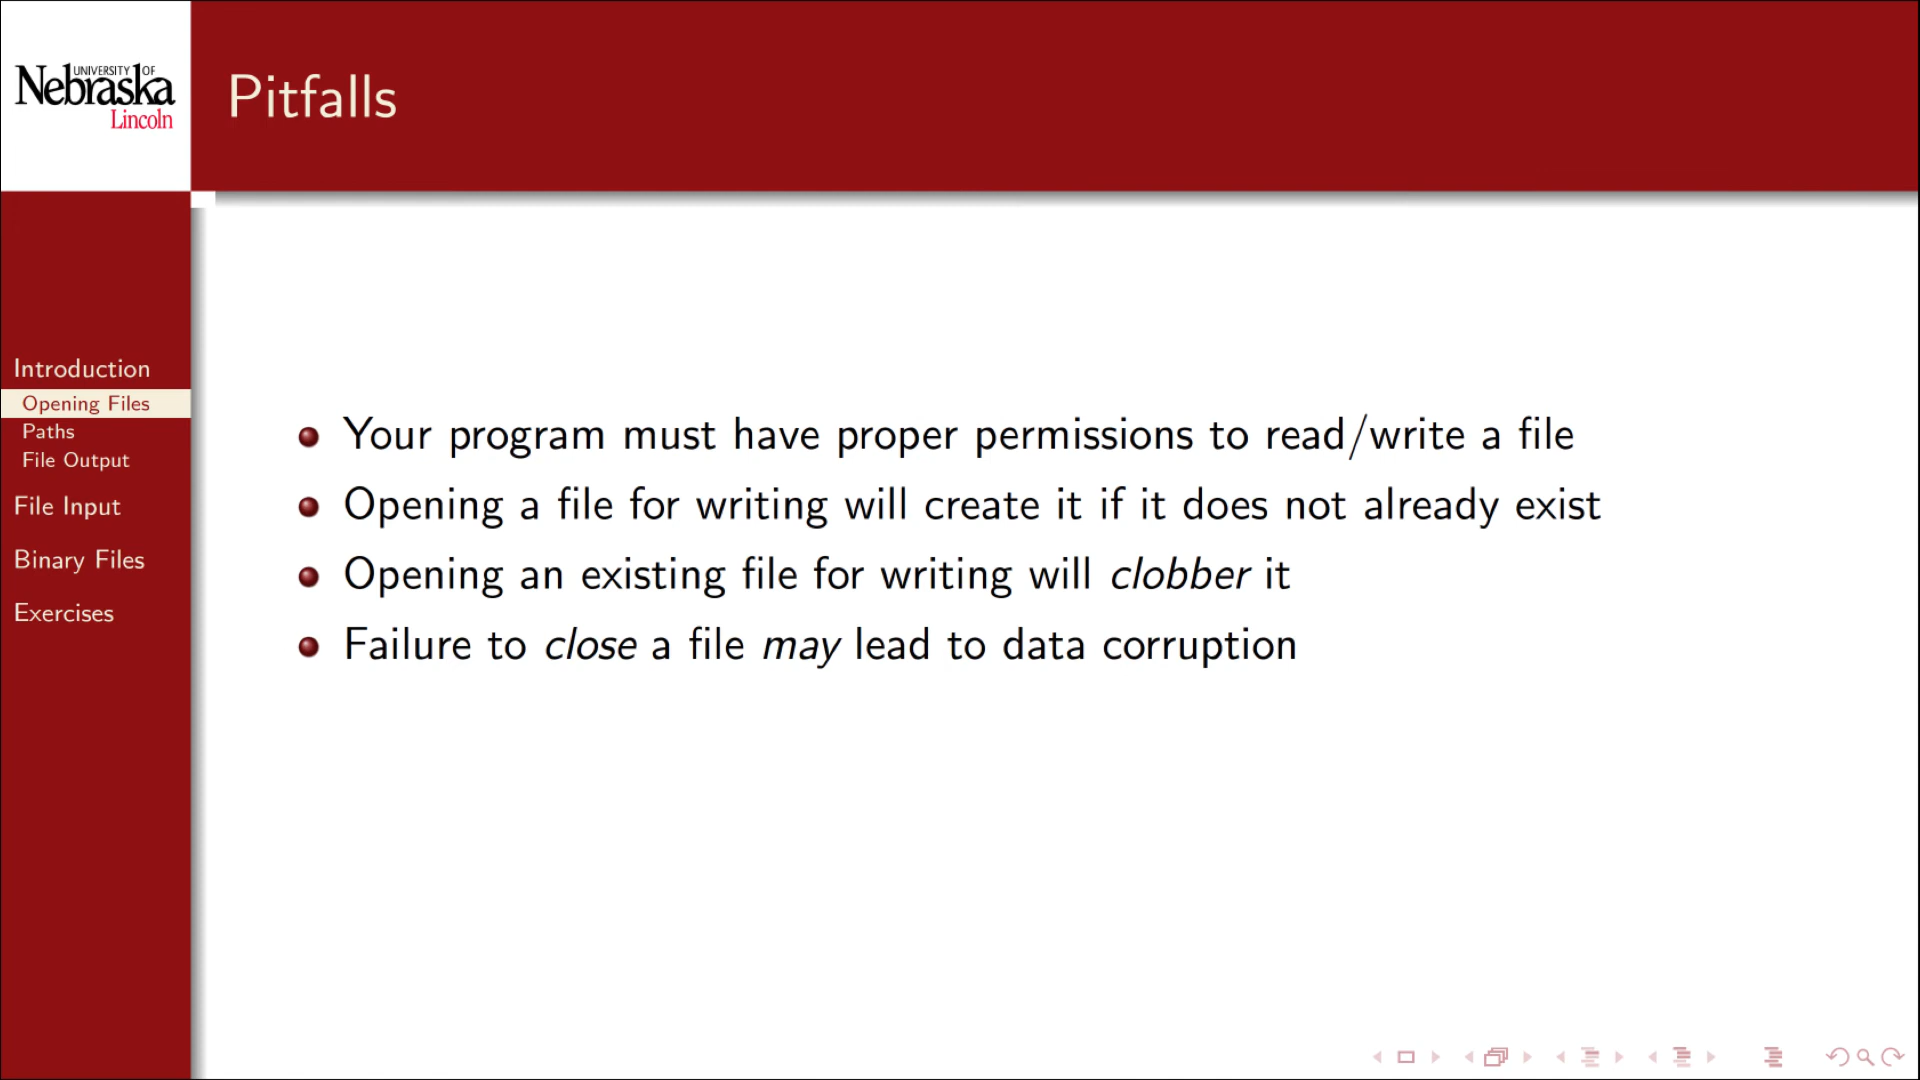 UNIVERSITY OF
Nebraska
Lincoln
Pitfalls
Introduction
Opening Files
Paths
File Output
File Input
Binary Files
Exercises
Your program must have proper permissions to read/write a file
Opening a file for writing will create it if it does not already exist
Opening an existing file for writing will clobber it
Failure to close a file may lead to data corruption